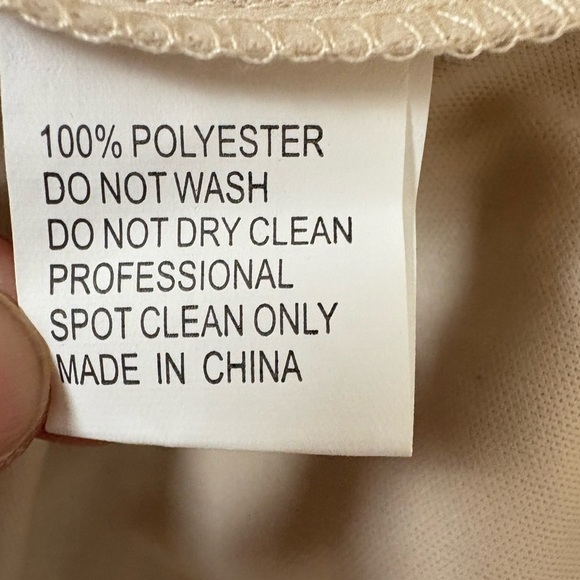 100% POLYESTER
DO NOT WASH
DO NOT DRY CLEAN
PROFESSIONAL
SPOT CLEAN ONLY
MADE IN CHINA